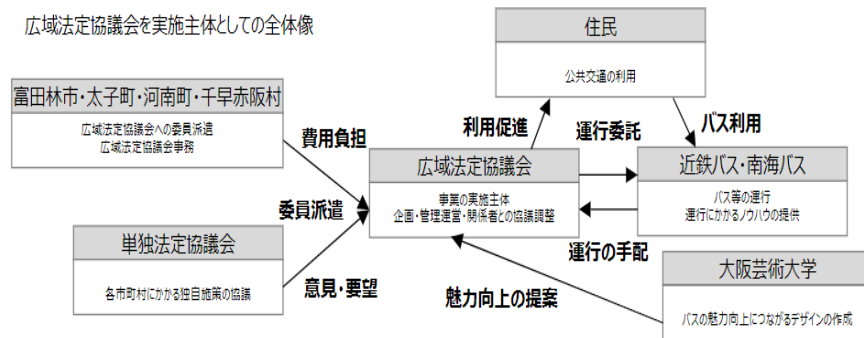 広域法定協議会を実施主体としての全体像
住民
公共交通の利用
富田林市・太子町・河南町・千早赤阪村
広域法定協議会への委員派遣
広域法定協議会事務
費用負担
利用促進
運行委託
バス利用
広域法定協議会
事業の実施主体
企画・管理運営・関係者との協議調整
近鉄バス・南海バス
バス等の運行
運行にかかるノウハウの提供
委員派遣
単独法定協議会
各市町村にかかる独自施策の協議
意見・要望
運行の手配
魅力向上の提案
大阪芸術大学
バスの魅力向上につながるデザインの作成